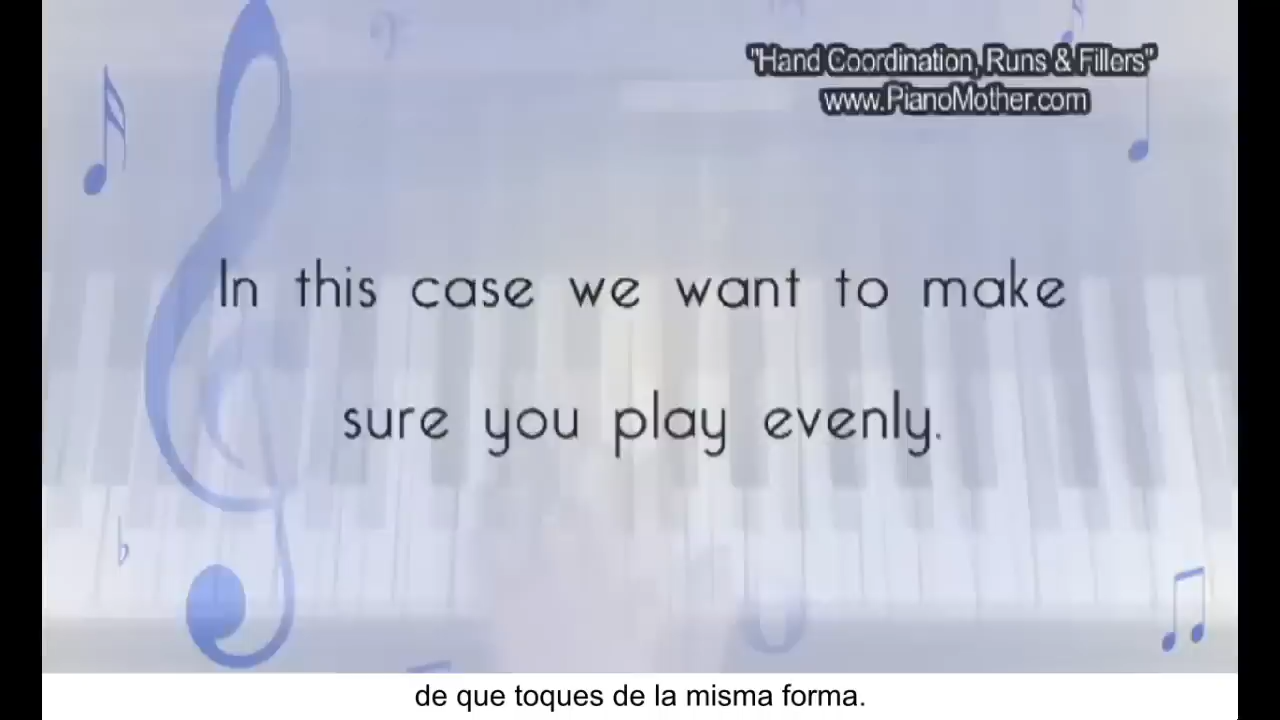 "Hand Coordination, Runs & Fillers"
www.PianoMother.com
In this case we want to make
sure you play evenly.
de que toques de la misma forma.